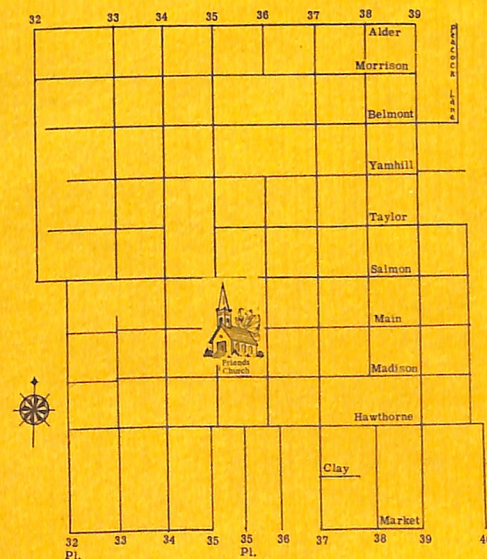 32 33 34 35 36 37 38 39
Alder
Peacock Lane
Morrison
Belmont
Yamhill
Taylor
Salmon
Main
Friends
Church
Madison
Hawthorne
Clay
Market
32 33 34 35 35 36 37 38 39 40
Pl. Pl.